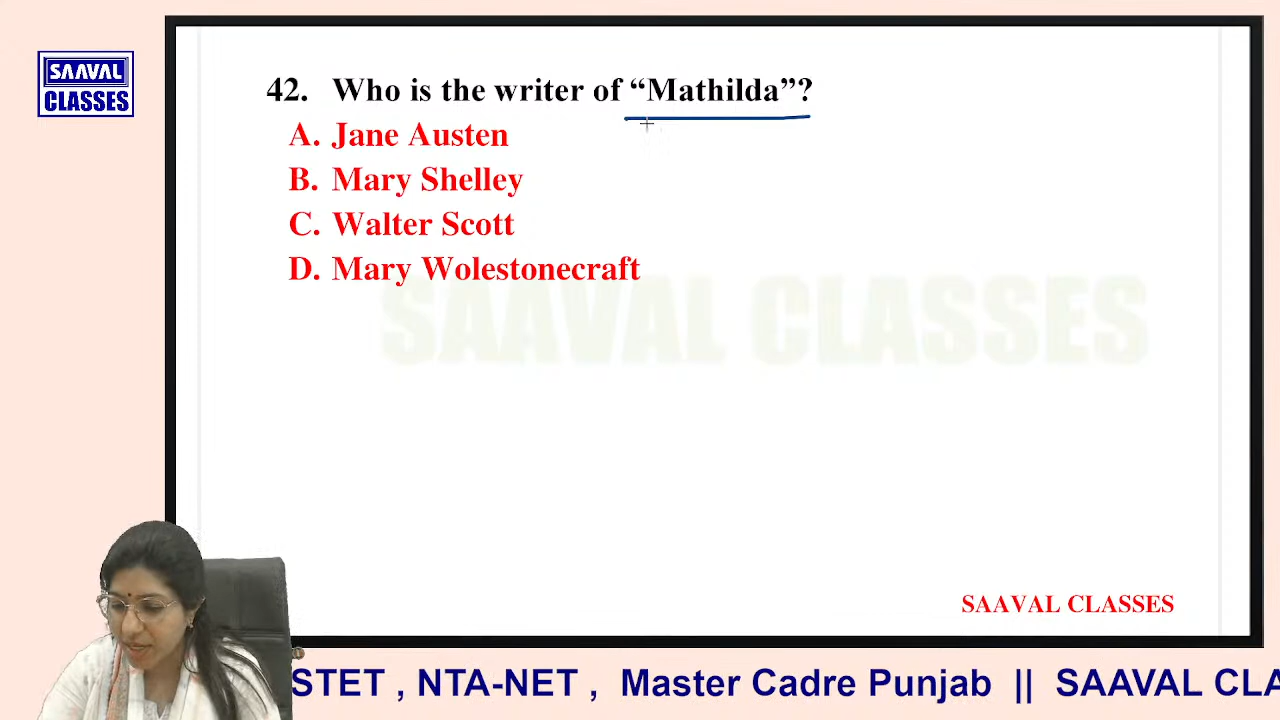 SAAVAL
CLASSES
42. Who is the writer of “Mathilda”?
A. Jane Austen
B. Mary Shelley
C. Walter Scott
D. Mary Wolestonecraft
SAAVAL CLASSES
SAAVAL CLASSES
STET , NTA-NET , Master Cadre Punjab || SAAVAL CLA